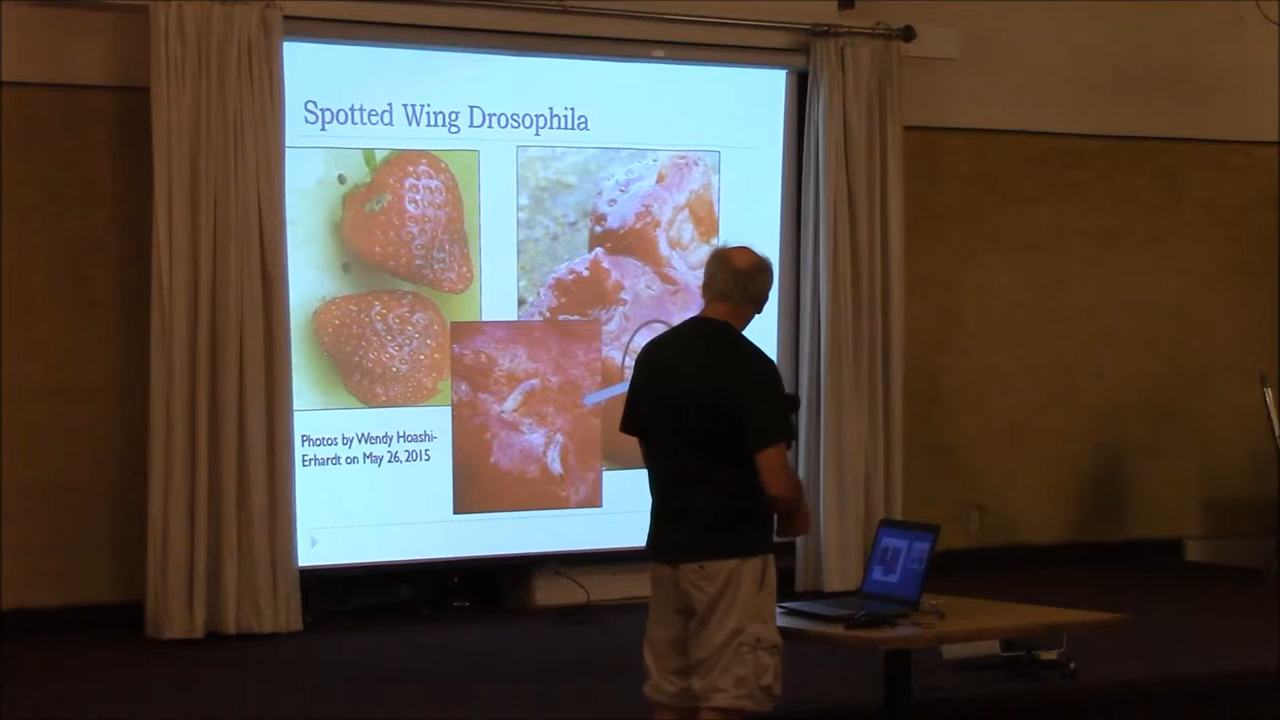 Spotted Wing Drosophila
Photos by Wendy Hoashi-
Erhardt on May 26, 2015